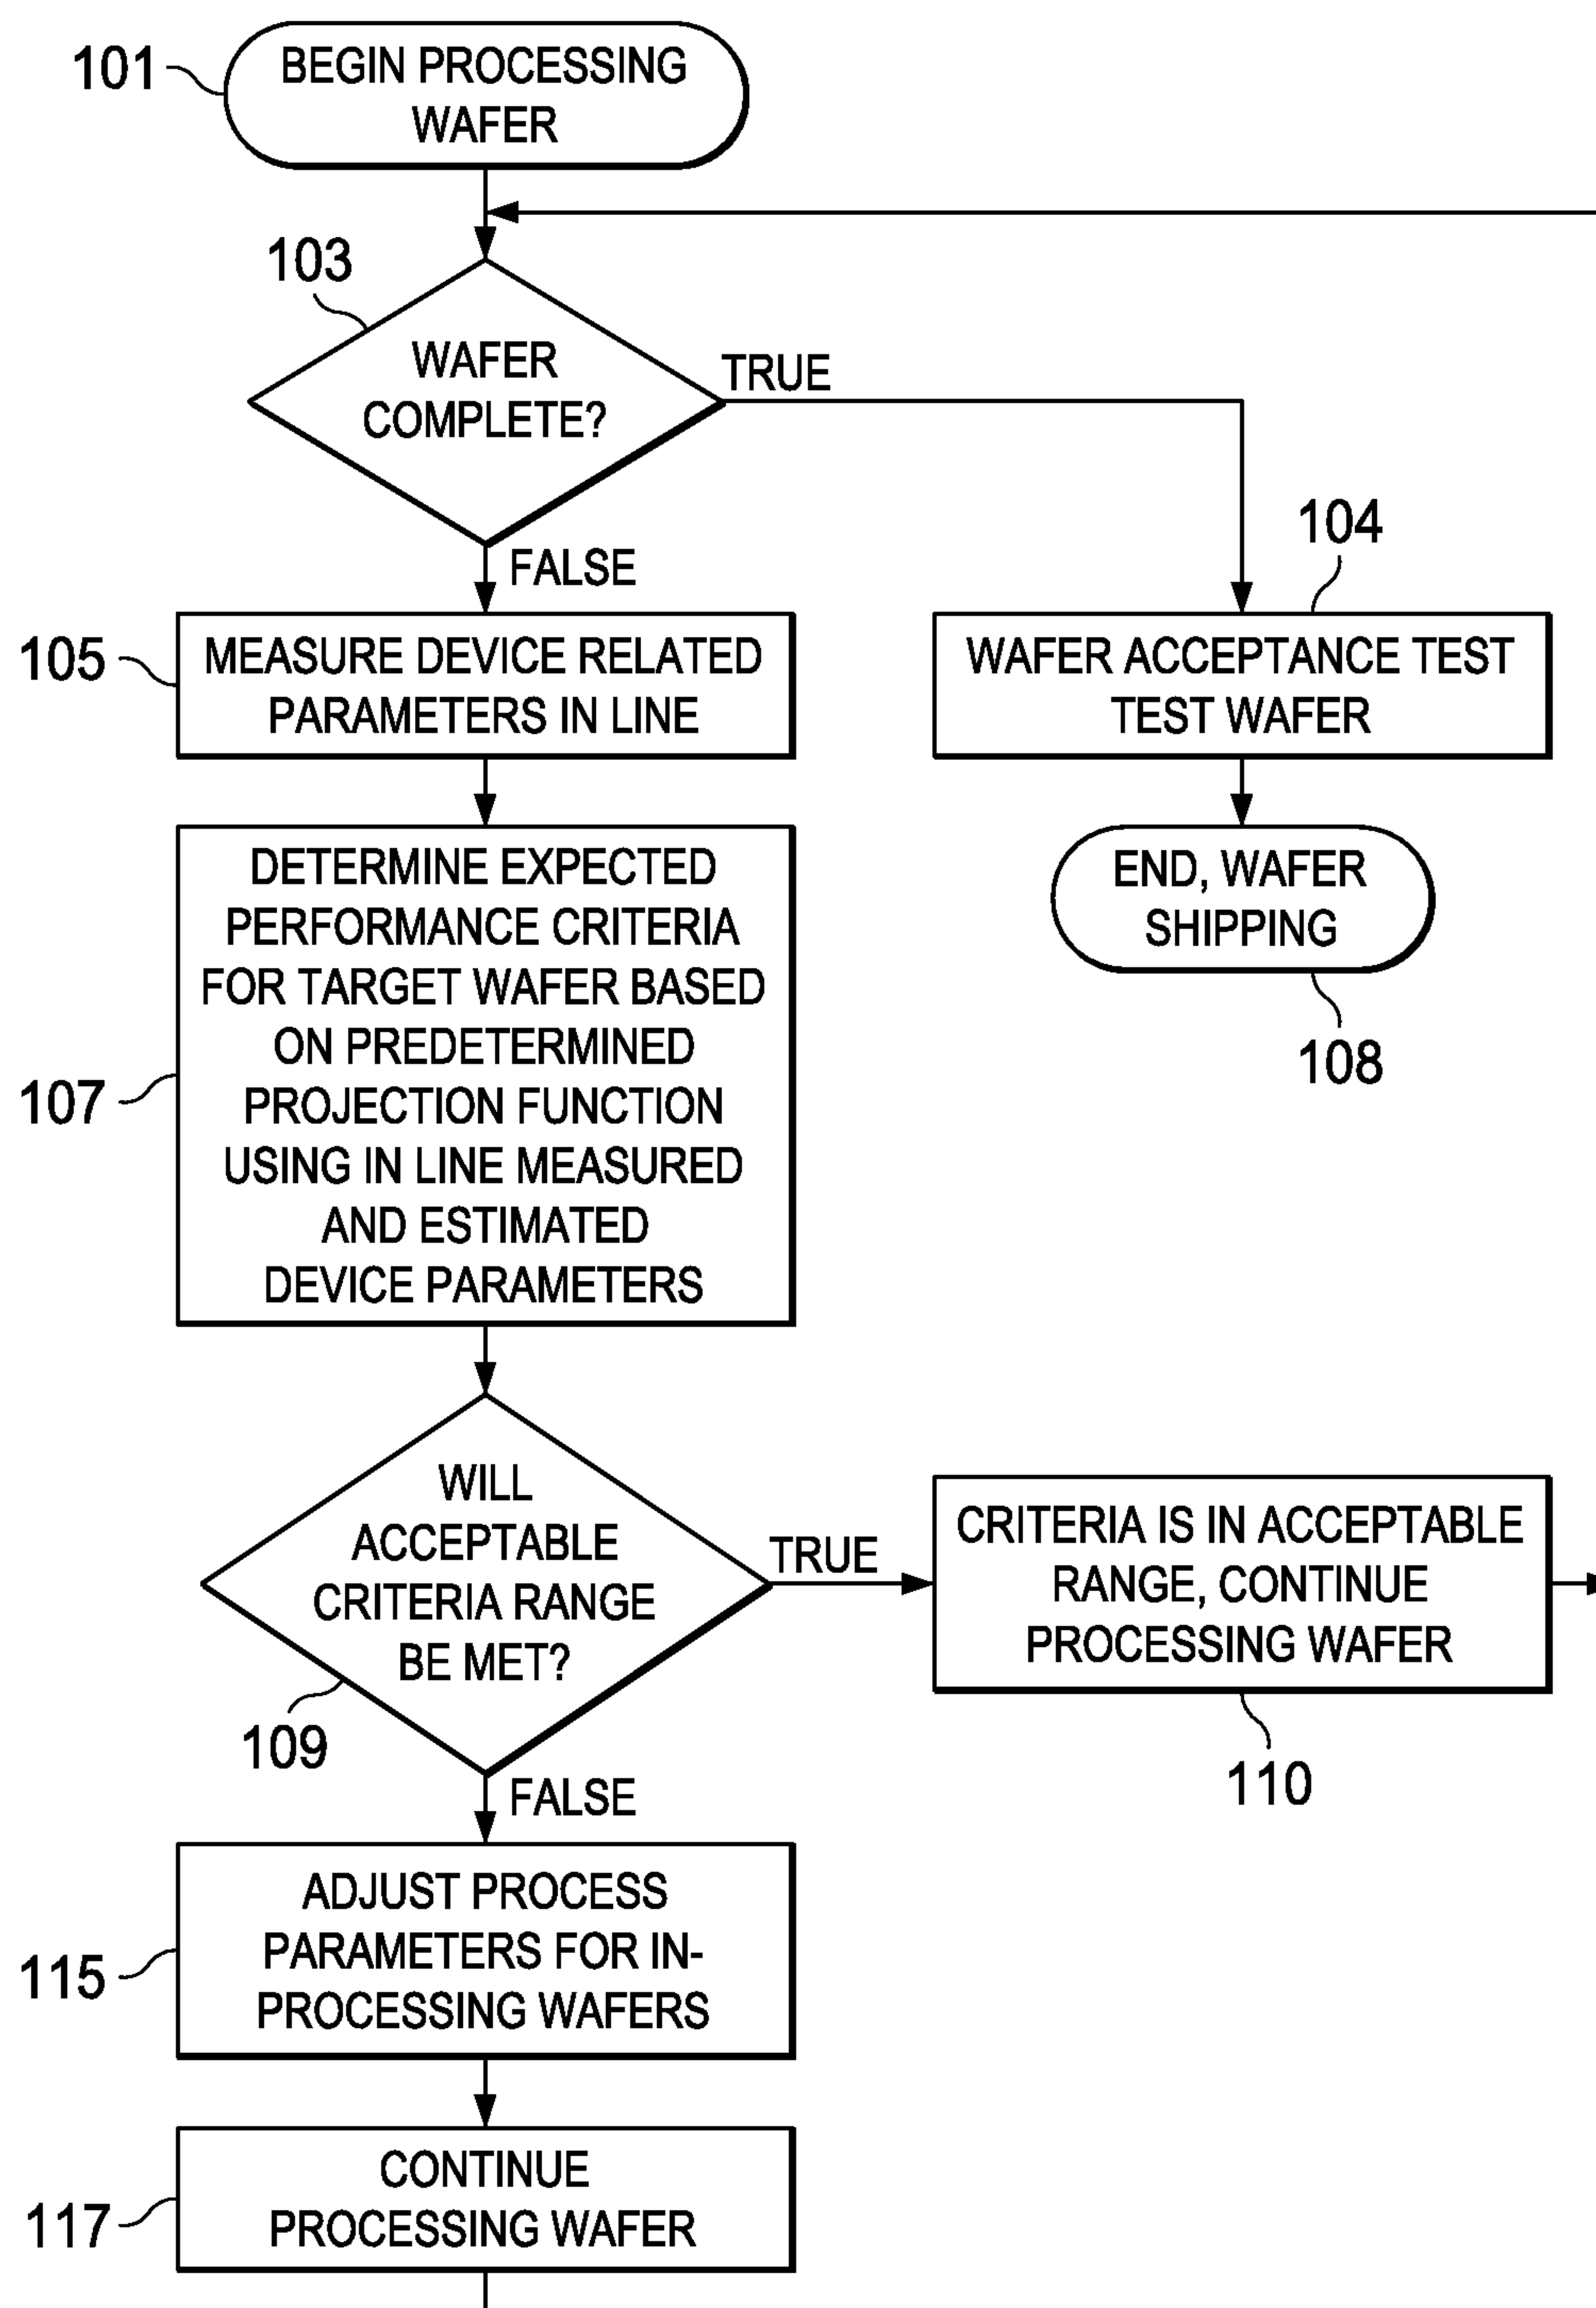 101
BEGIN PROCESSING
WAFER
103
WAFER
COMPLETE?
TRUE
FALSE
104
105
MEASURE DEVICE RELATED
PARAMETERS IN LINE
WAFER ACCEPTANCE TEST
TEST WAFER
107
DETERMINE EXPECTED
PERFORMANCE CRITERIA
FOR TARGET WAFER BASED
ON PREDETERMINED
PROJECTION FUNCTION
USING IN LINE MEASURED
AND ESTIMATED
DEVICE PARAMETERS
END, WAFER
SHIPPING
108
WILL
ACCEPTABLE
CRITERIA RANGE
BE MET?
109
TRUE
CRITERIA IS IN ACCEPTABLE
RANGE, CONTINUE
PROCESSING WAFER
110
FALSE
115
ADJUST PROCESS
PARAMETERS FOR IN-
PROCESSING WAFERS
117
CONTINUE
PROCESSING WAFER